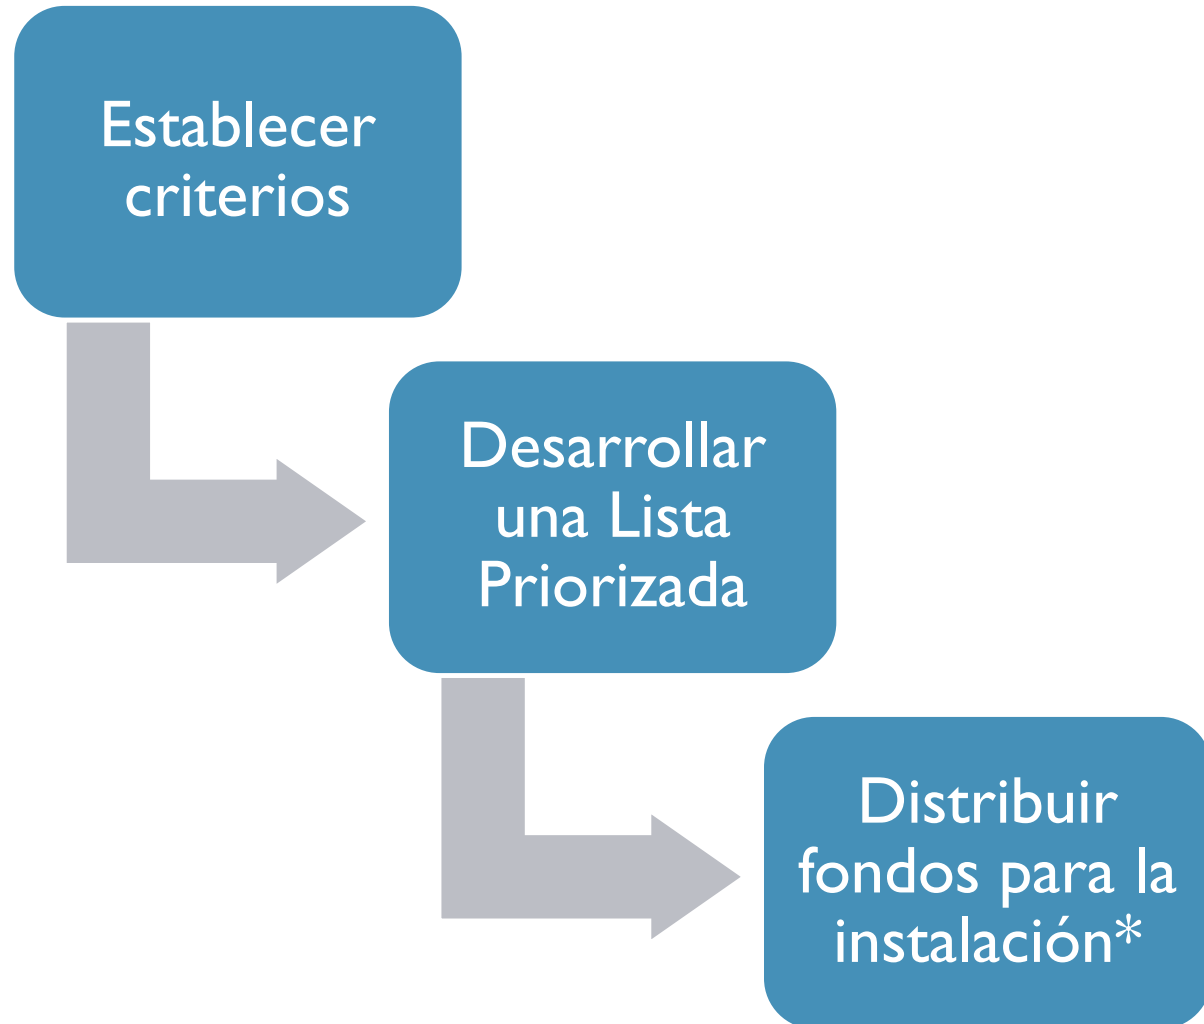 Establecer
criterios
Desarrollar
una Lista
Priorizada
Distribuir
fondos para la
instalación*